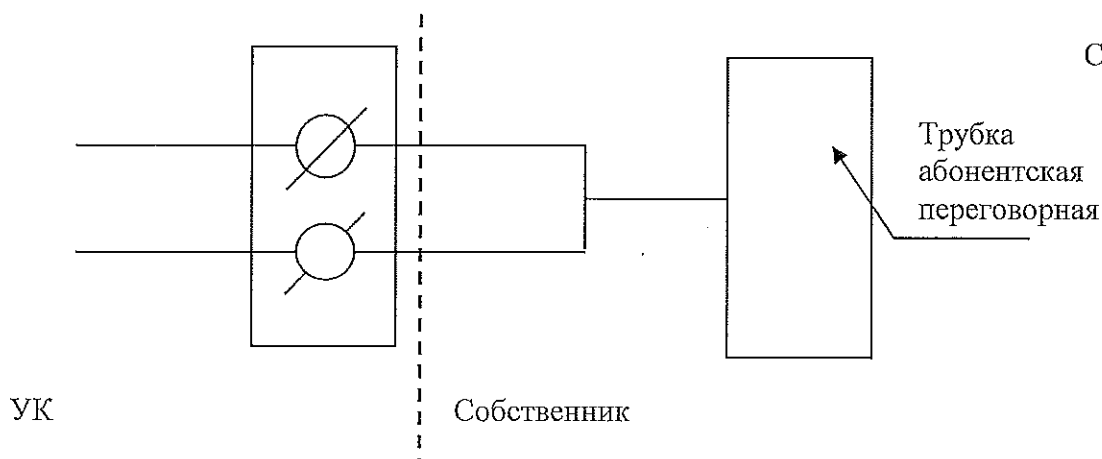 С
Трубка
абонентская
переговорная
УК
Собственник